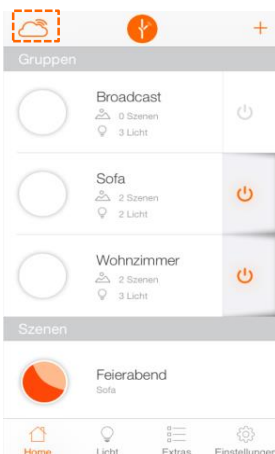 Gruppen
Broadcast
0 Szenen
3 Licht
Sofa
2 Szenen
2 Licht
Wohnzimmer
2 Szenen
3 Licht
Szenen
Feierabend
Sofa
Home Licht Extras Einstellungen